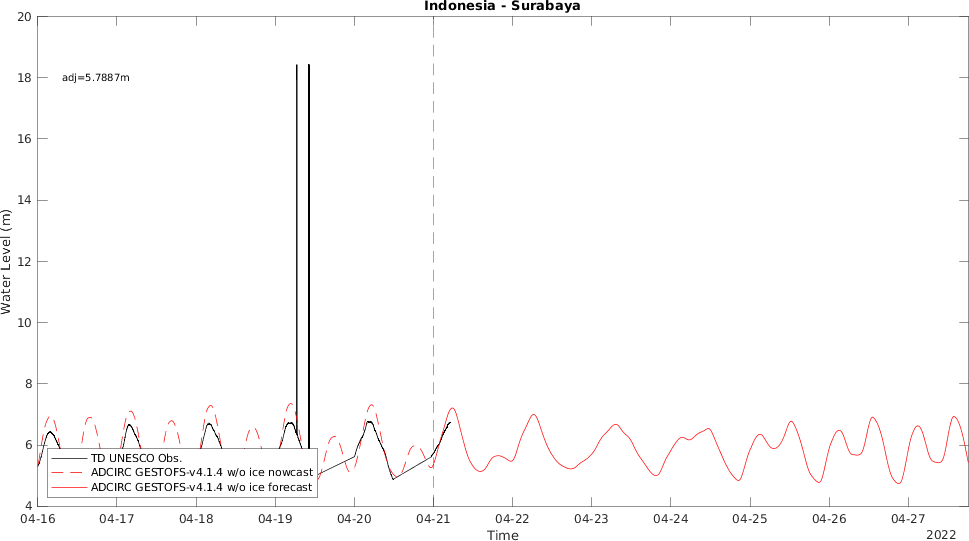 Indonesia - Surabaya
20
18
16
14
12
10
8
6
4
Water Level (m)
adj=5.7887m
TD UNESCO Obs.
ADCIRC GESTOFS-v4.1.4 w/o ice nowcast
ADCIRC GESTOFS-v4.1.4 w/o ice forecast
04-16 04-17 04-18 04-19 04-20 04-21 04-22 04-23 04-24 04-25 04-26 04-27
Time
2022